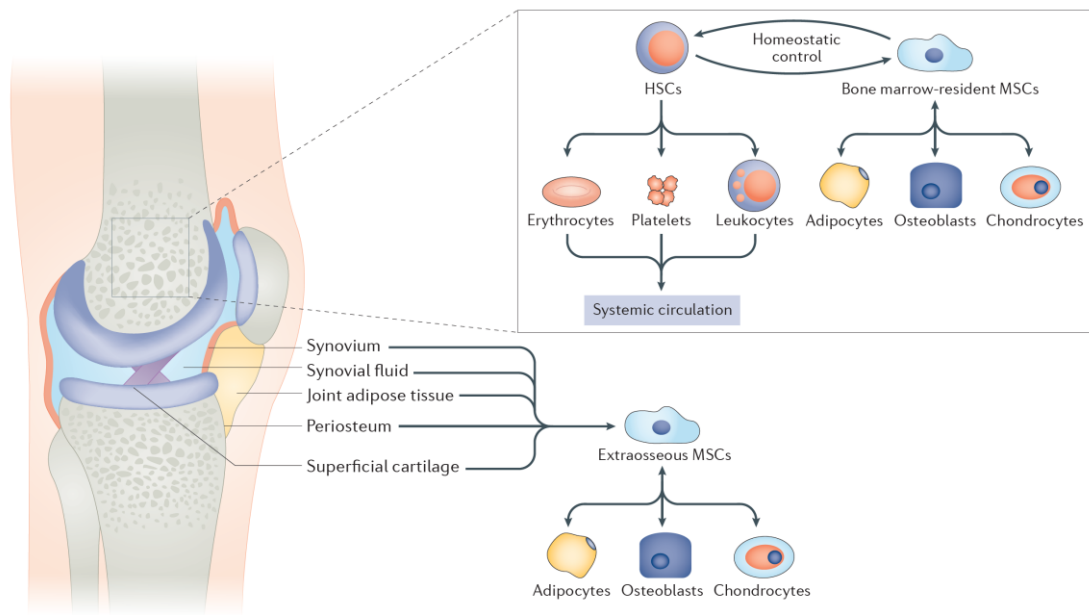 Homeostatic
control
HSCs
Bone marrow-resident MSCs
Erythrocytes
Platelets
Leukocytes
Adipocytes
Osteoblasts
Chondrocytes
Systemic circulation
Synovium
Synovial fluid
Joint adipose tissue
Periosteum
Superficial cartilage
Extraosseous MSCs
Adipocytes
Osteoblasts
Chondrocytes